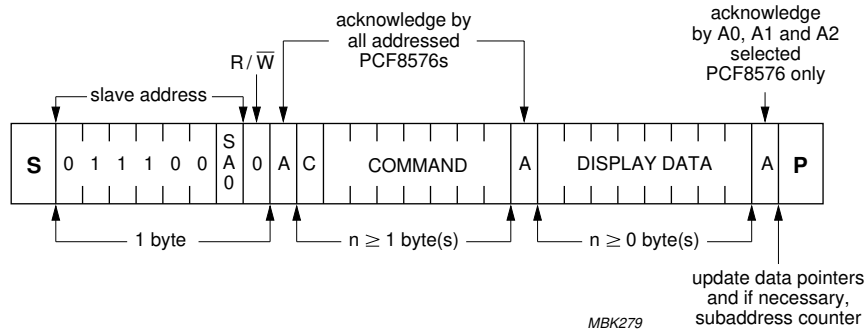 acknowledge by
all addressed
PCF8576s
acknowledge
by A0, A1 and A2
selected
PCF8576 only
R / W
slave address
S 0 1 1 1 0 0 S A 0 0 A C COMMAND A DISPLAY DATA A P
1 byte
n ≥ 1 byte(s)
n ≥ 0 byte(s)
update data pointers
and if necessary,
subaddress counter
MBK279